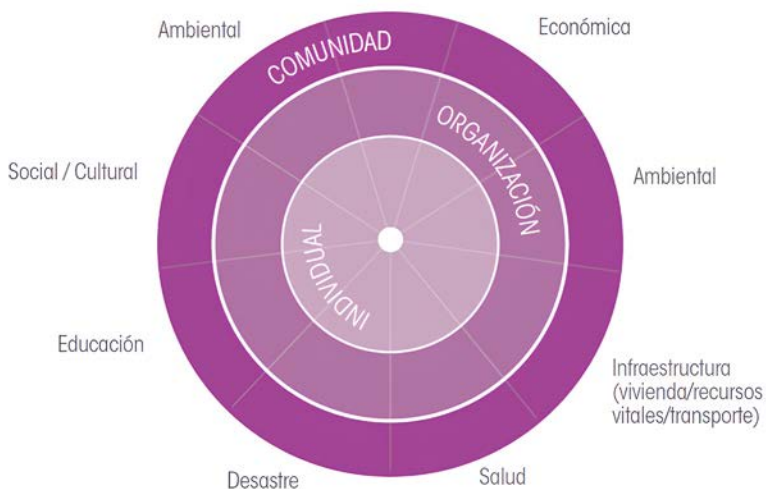 Ambiental
Económica
COMUNIDAD
ORGANIZACIÓN
Social / Cultural
Ambiental
INDIVIDUAL
Educación
Infraestructura
(vivienda/recursos
vitales/transporte)
Desastre
Salud